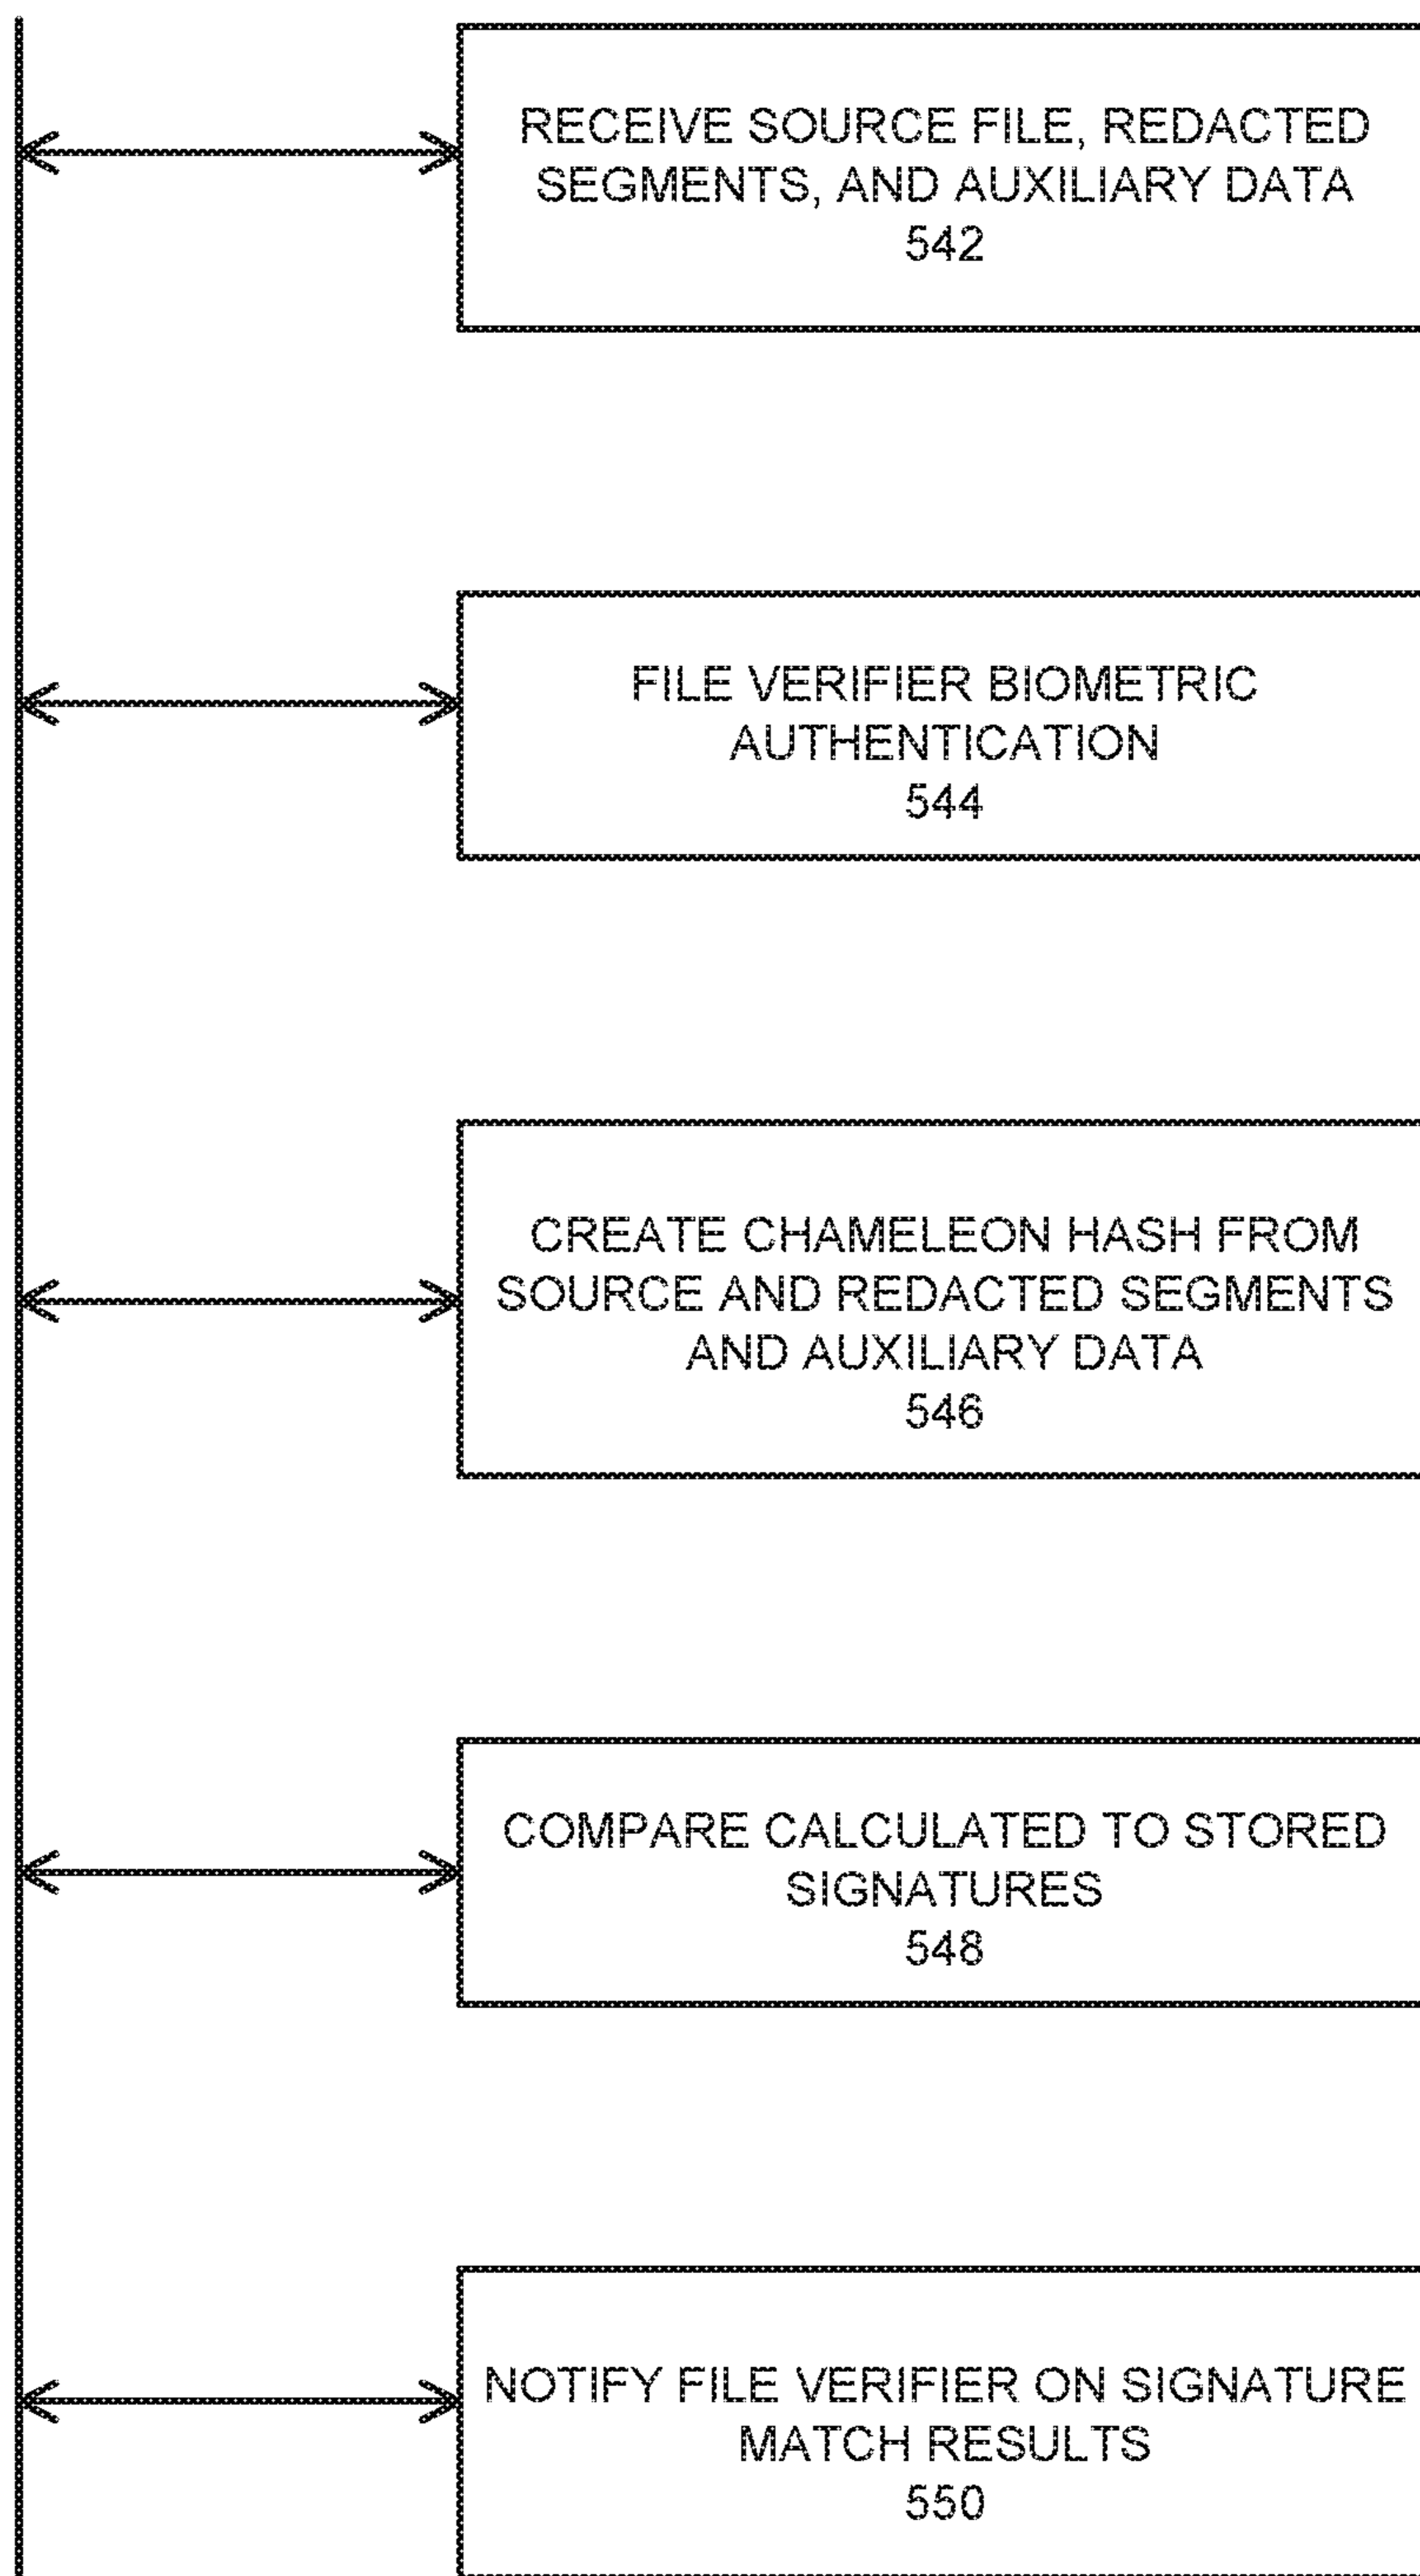 RECEIVE SOURCE FILE, REDACTED
SEGMENTS, AND AUXILIARY DATA
542
FILE VERIFIER BIOMETRIC
AUTHENTICATION
544
CREATE CHAMELEON HASH FROM
SOURCE AND REDACTED SEGMENTS
AND AUXILIARY DATA
546
COMPARE CALCULATED TO STORED
SIGNATURES
548
NOTIFY FILE VERIFIER ON SIGNATURE
MATCH RESULTS
550